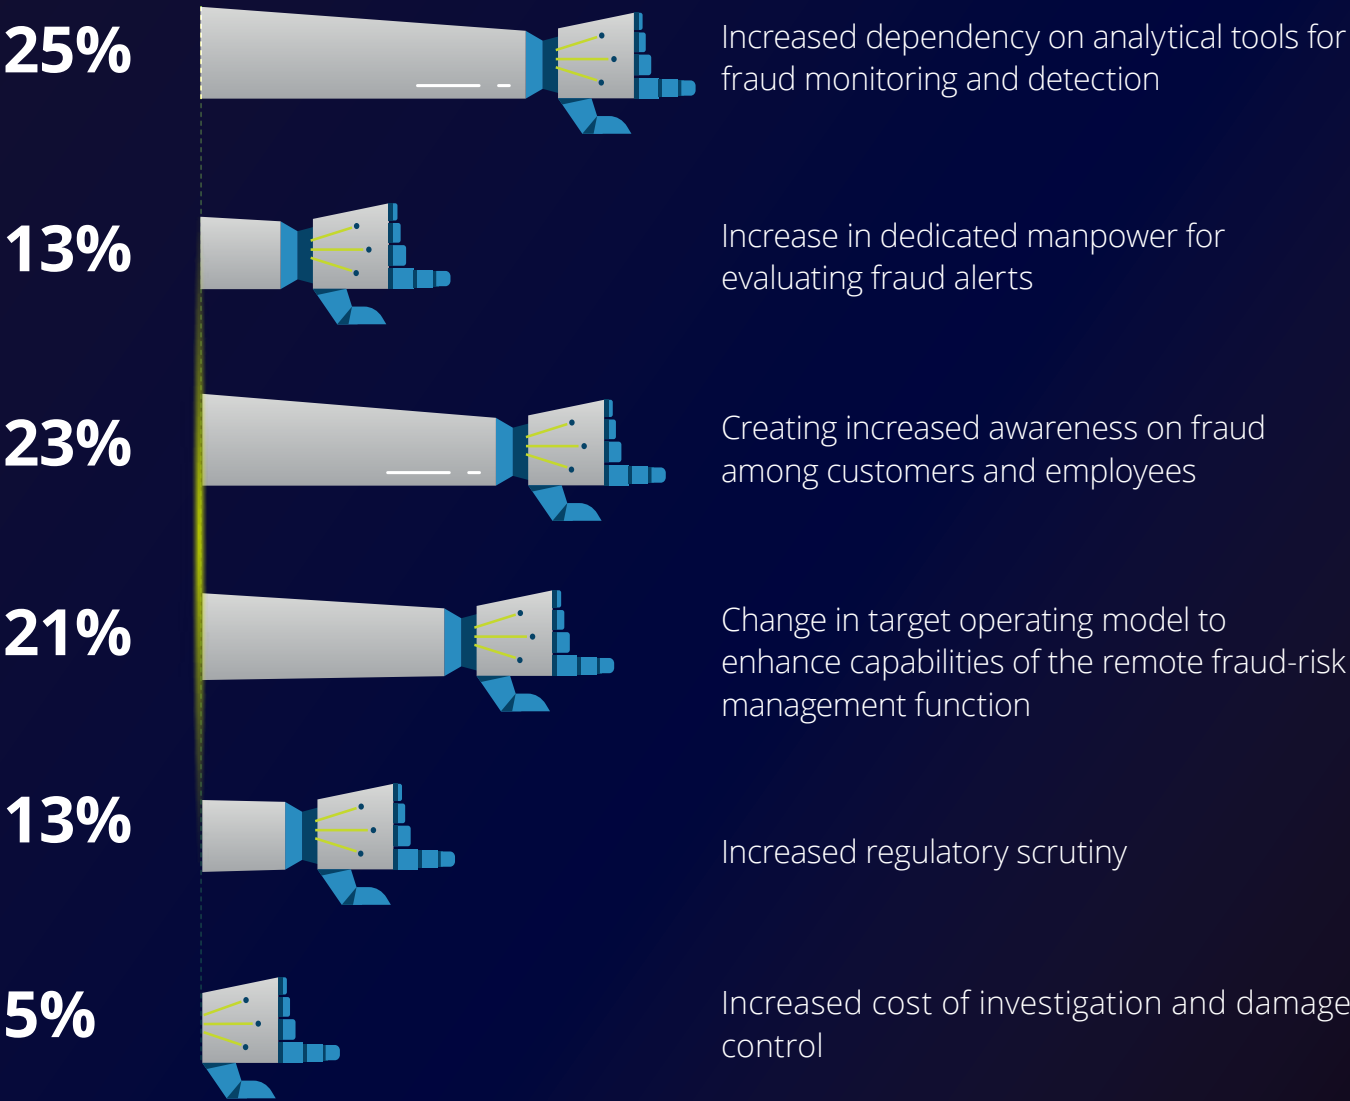 25%
Increased dependency on analytical tools for
fraud monitoring and detection
13%
Increase in dedicated manpower for
evaluating fraud alerts
23%
Creating increased awareness on fraud
among customers and employees
21%
Change in target operating model to
enhance capabilities of the remote fraud-risk
management function
13%
Increased regulatory scrutiny
5%
Increased cost of investigation and damage
control